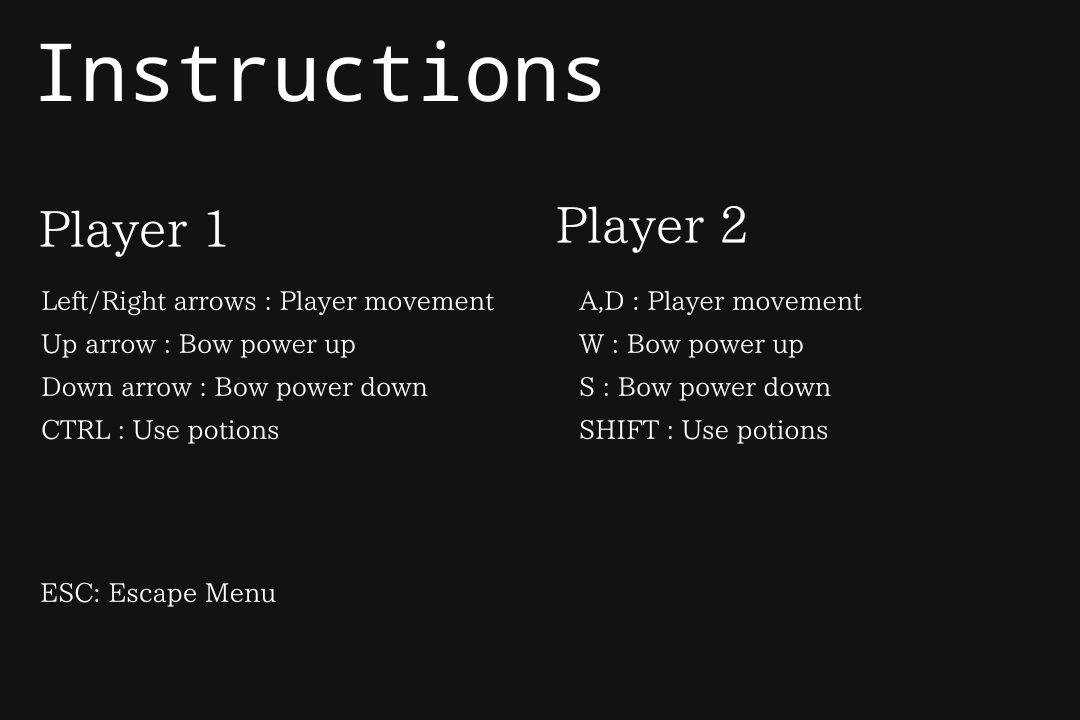 Instructions
Player 1
Left/Right arrows : Player movement
Up arrow : Bow power up
Down arrow : Bow power down
CTRL : Use potions
Player 2
A,D : Player movement
W : Bow power up
S : Bow power down
SHIFT : Use potions
ESC: Escape Menu